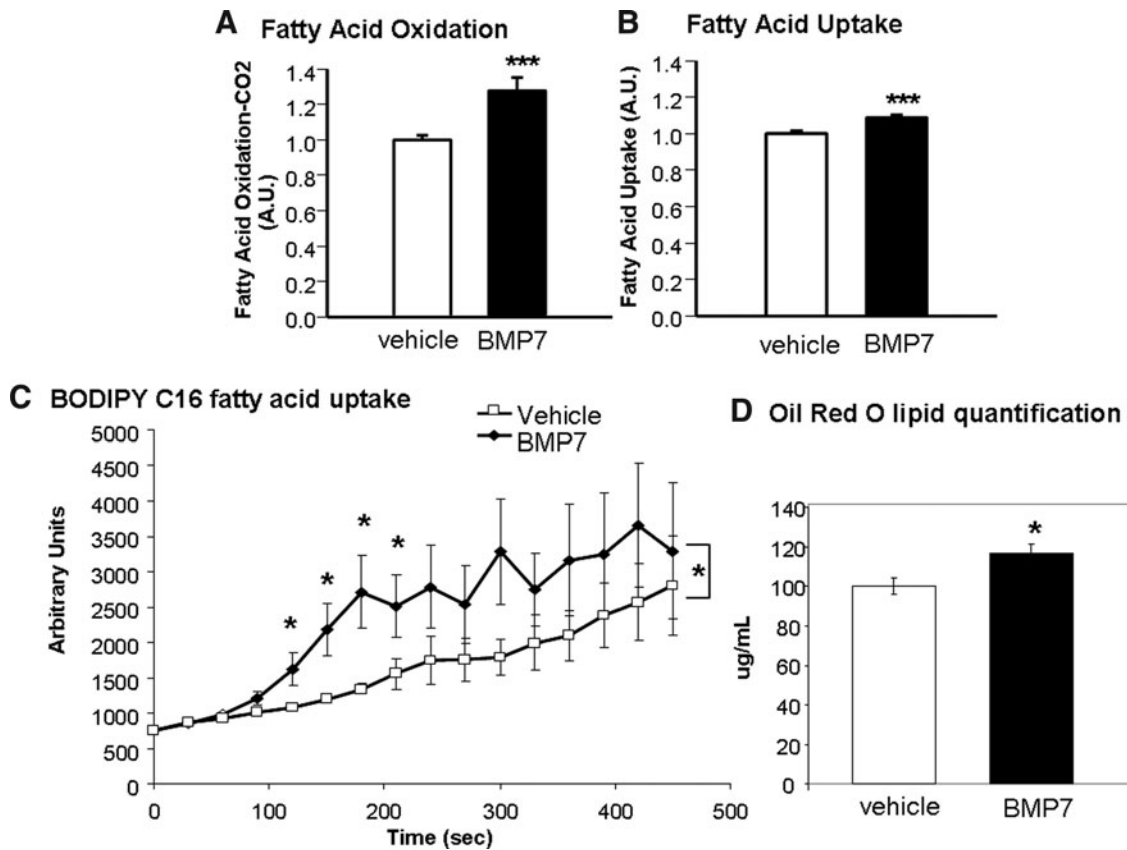 A Fatty Acid Oxidation
Fatty Acid Oxidation-CO2
(A.U.)
1.4
1.2
1.0
0.8
0.6
0.4
0.2
0.0
***
vehicle BMP7
B Fatty Acid Uptake
Fatty Acid Uptake (A.U.)
1.4
1.2
1.0
0.8
0.6
0.4
0.2
0.0
***
vehicle BMP7
C BODIPY C16 fatty acid uptake
Vehicle
BMP7
Arbitrary Units
5000
4500
4000
3500
3000
2500
2000
1500
1000
500
0
* * * * *
0 100 200 300 400 500
Time (sec)
D Oil Red O lipid quantification
ug/mL
140
120
100
80
60
40
20
0
*
vehicle BMP7